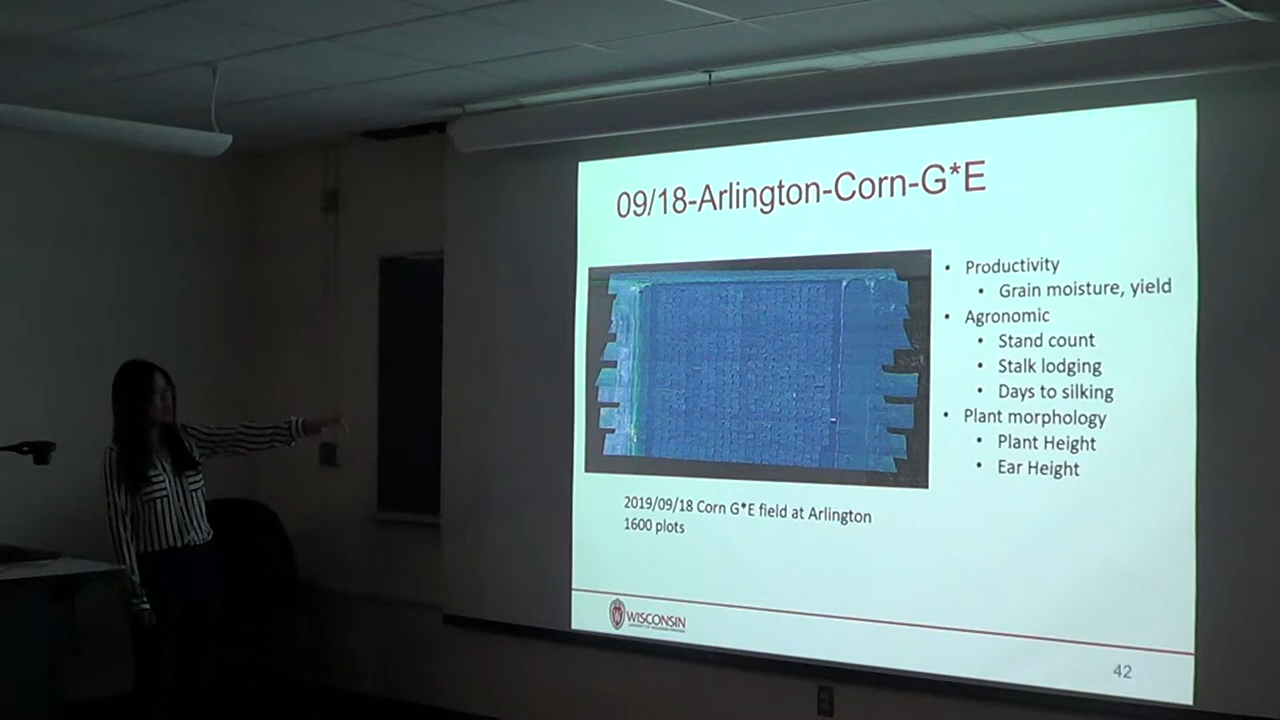 09/18-Arlington-Corn-G*E
• Productivity
• Grain moisture, yield
• Agronomic
• Stand count
• Stalk lodging
• Days to silking
• Plant morphology
• Plant Height
• Ear Height
2019/09/18 Corn G*E field at Arlington
1600 plots
W
WISCONSIN
42